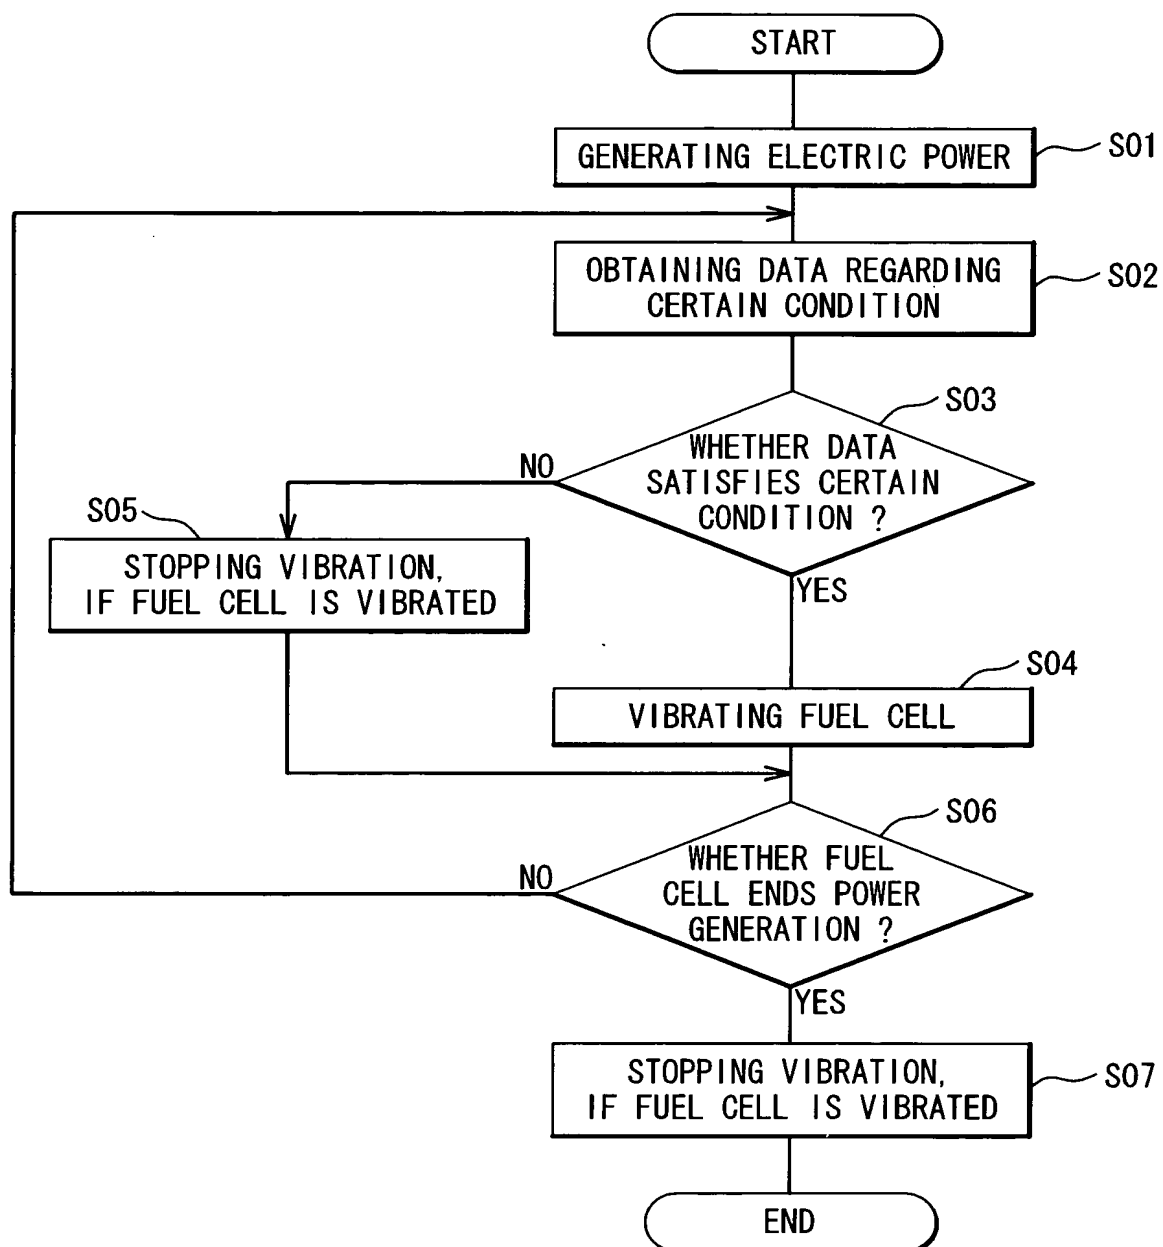 START
GENERATING ELECTRIC POWER
S01
OBTAINING DATA REGARDING
CERTAIN CONDITION
S02
S03
WHETHER DATA
SATISFIES CERTAIN
CONDITION ?
NO
YES
S05
STOPPING VIBRATION,
IF FUEL CELL IS VIBRATED
S04
VIBRATING FUEL CELL
S06
WHETHER FUEL
CELL ENDS POWER
GENERATION ?
NO
YES
STOPPING VIBRATION,
IF FUEL CELL IS VIBRATED
S07
END